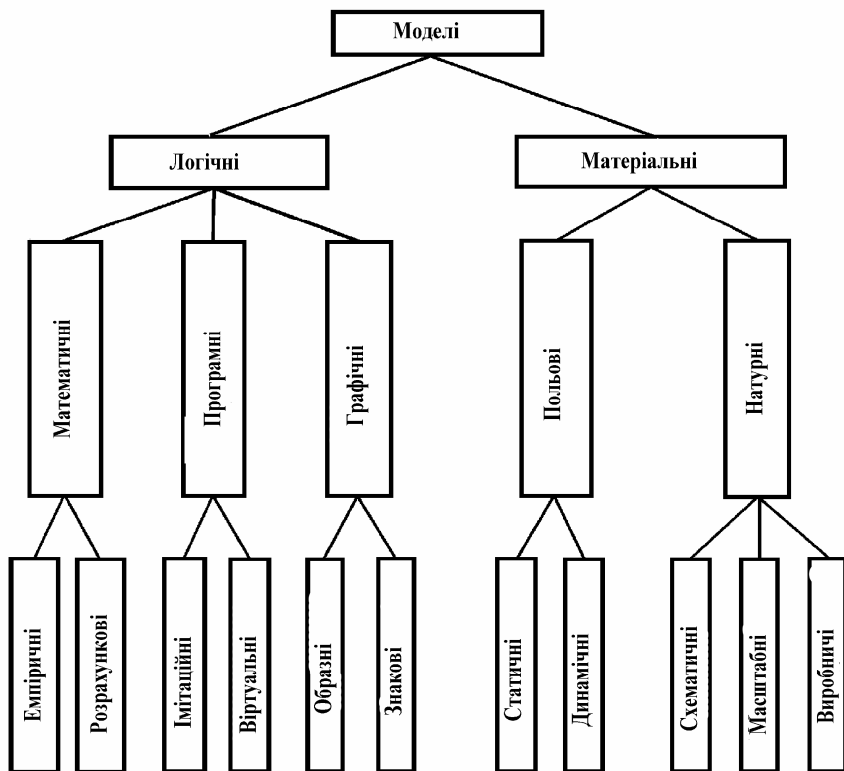 Моделі
Логічні
Матеріальні
Математичні
Програмні
Графічні
Польові
Натурні
Емпіричні
Розрахункові
Імітаційні
Віртуальні
Образні
Знакові
Статичні
Динамічні
Схематичні
Масштабні
Виробничі